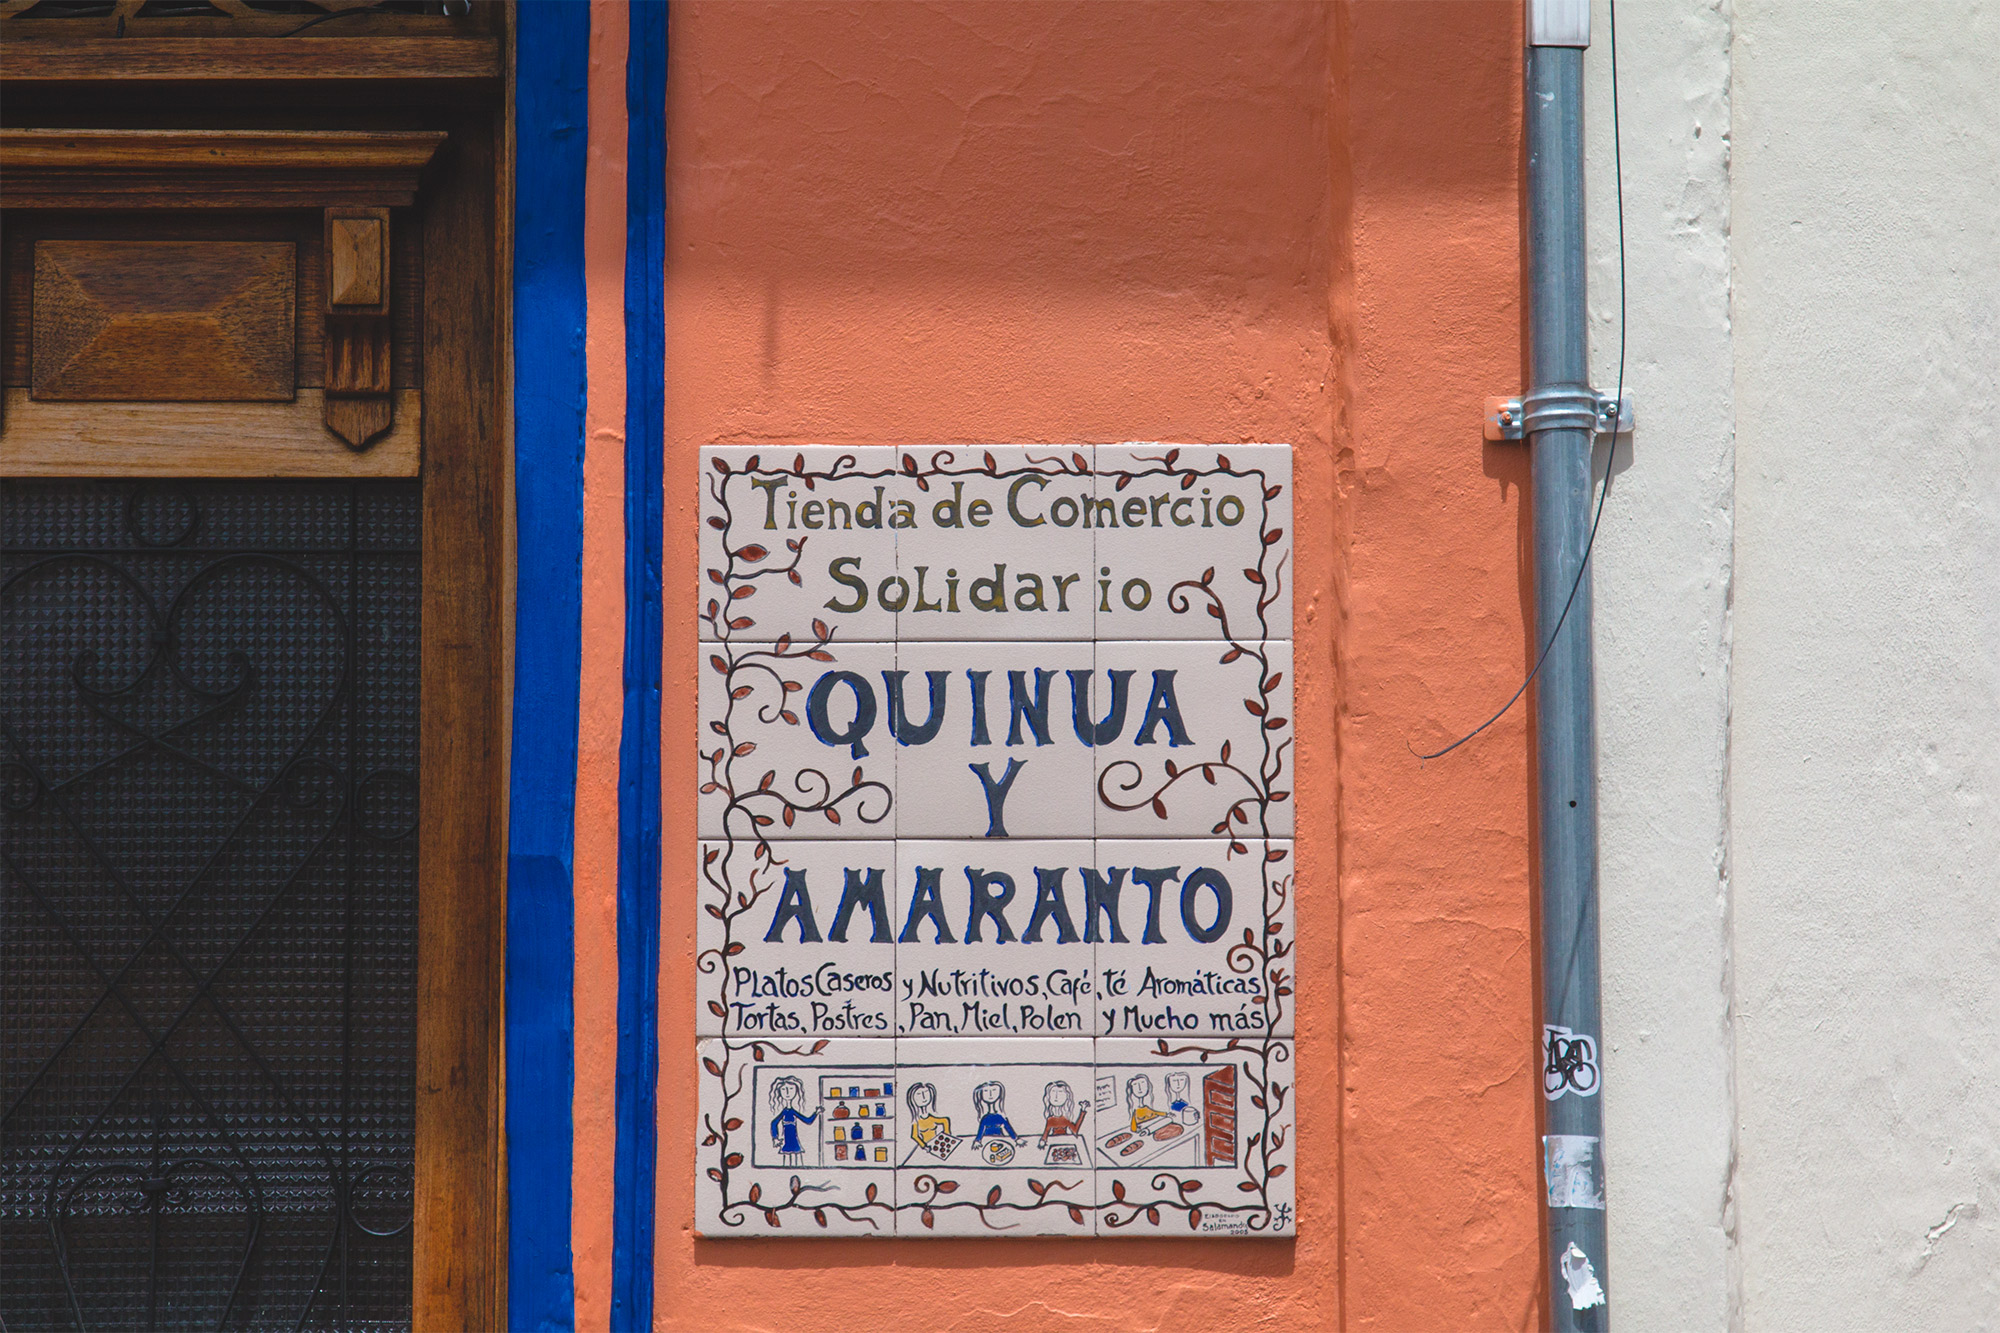 Tienda de Comercio
Solidario
QUINUA
Y
AMARANTO
Platos Caseros y Nutritivos, Café, té Aromáticas
Tortas, Postres, Pan, Miel, Polen y Mucho más